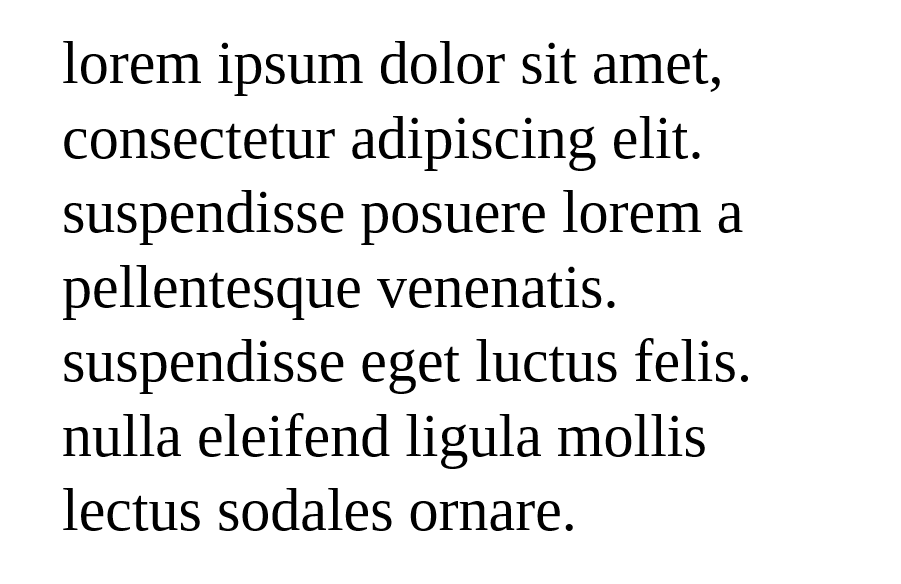 lorem ipsum dolor sit amet,
consectetur adipiscing elit.
suspendisse posuere lorem a
pellentesque venenatis.
suspendisse eget luctus felis.
nulla eleifend ligula mollis
lectus sodales ornare.